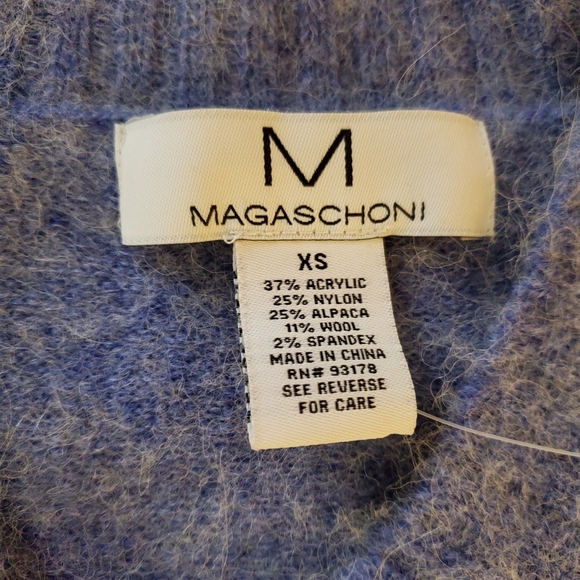 M
MAGASCHONI
XS
37% ACRYLIC
25% NYLON
25% ALPACA
11% WOOL
2% SPANDEX
MADE IN CHINA
RN# 93178
SEE REVERSE
FOR CARE